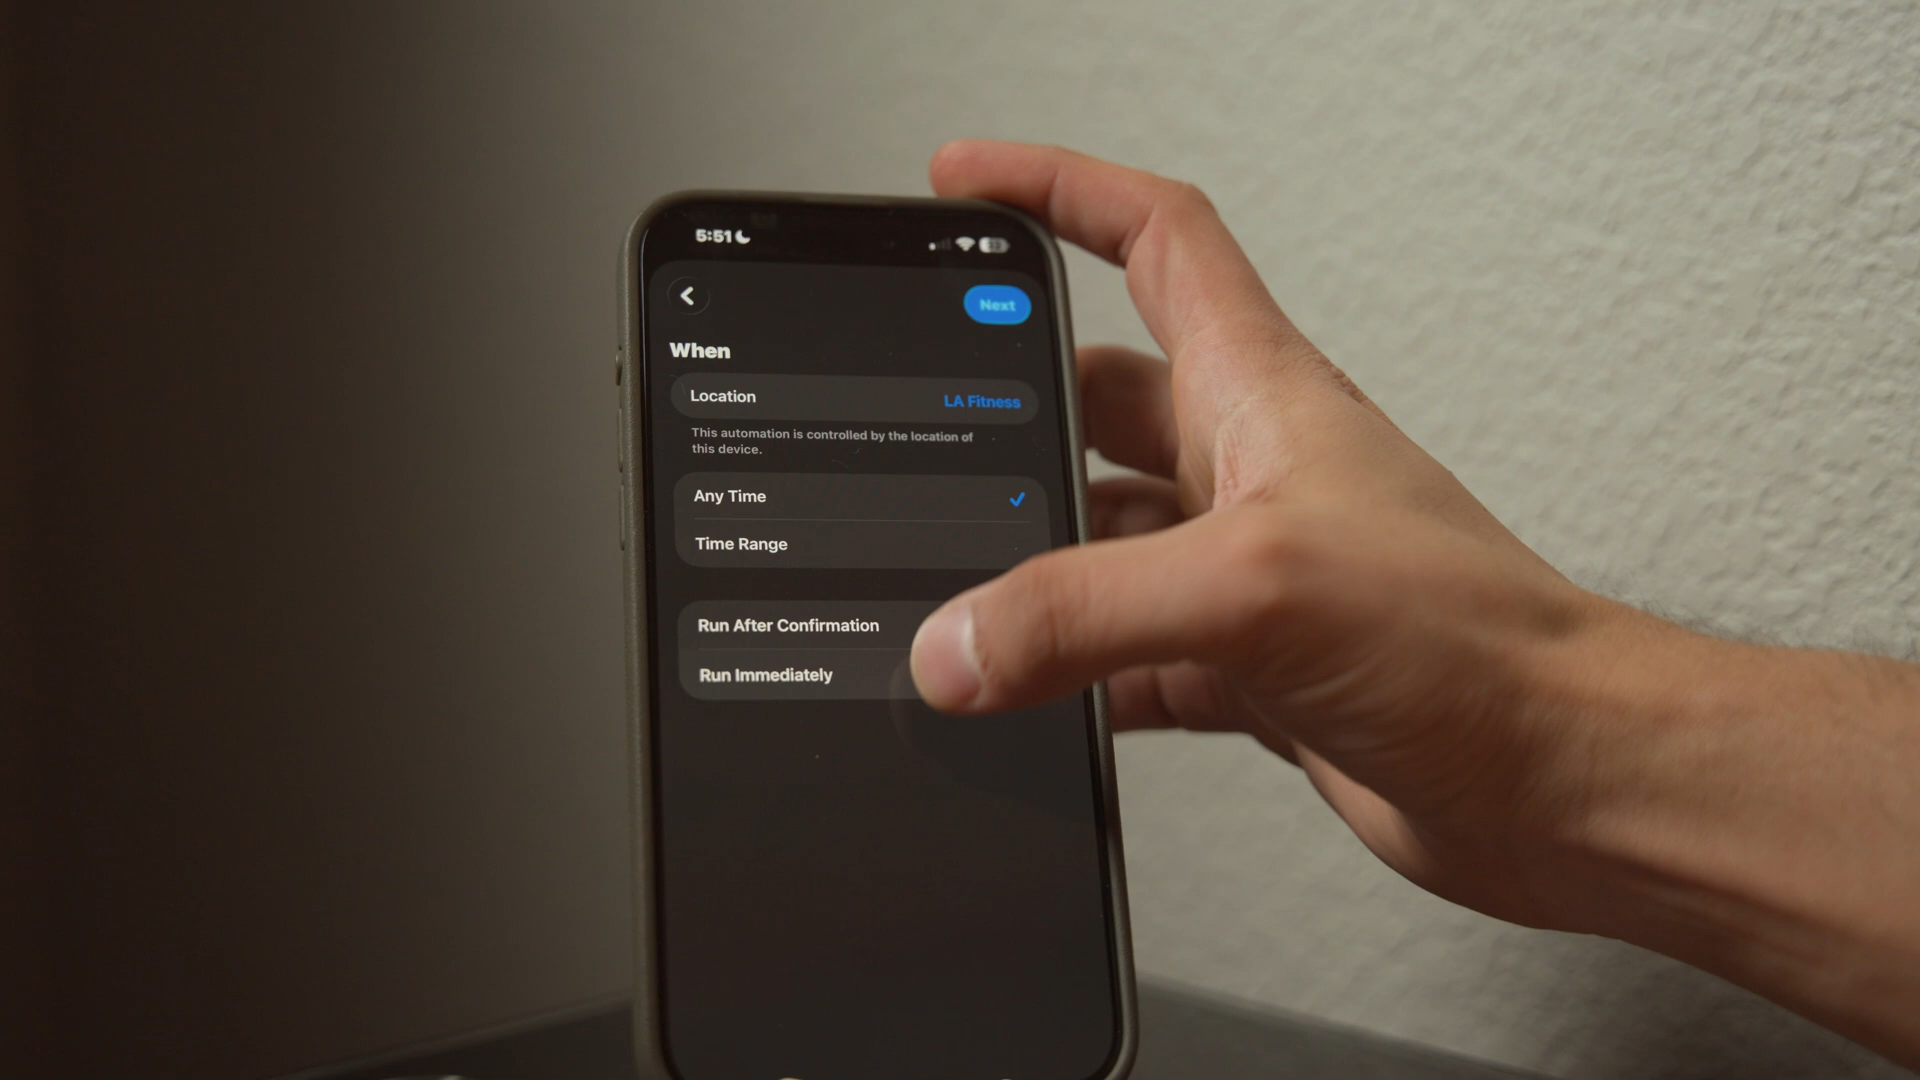 5:51
Next
When
Location
LA Fitness
This automation is controlled by the location of
this device.
Any Time
Time Range
Run After Confirmation
Run Immediately